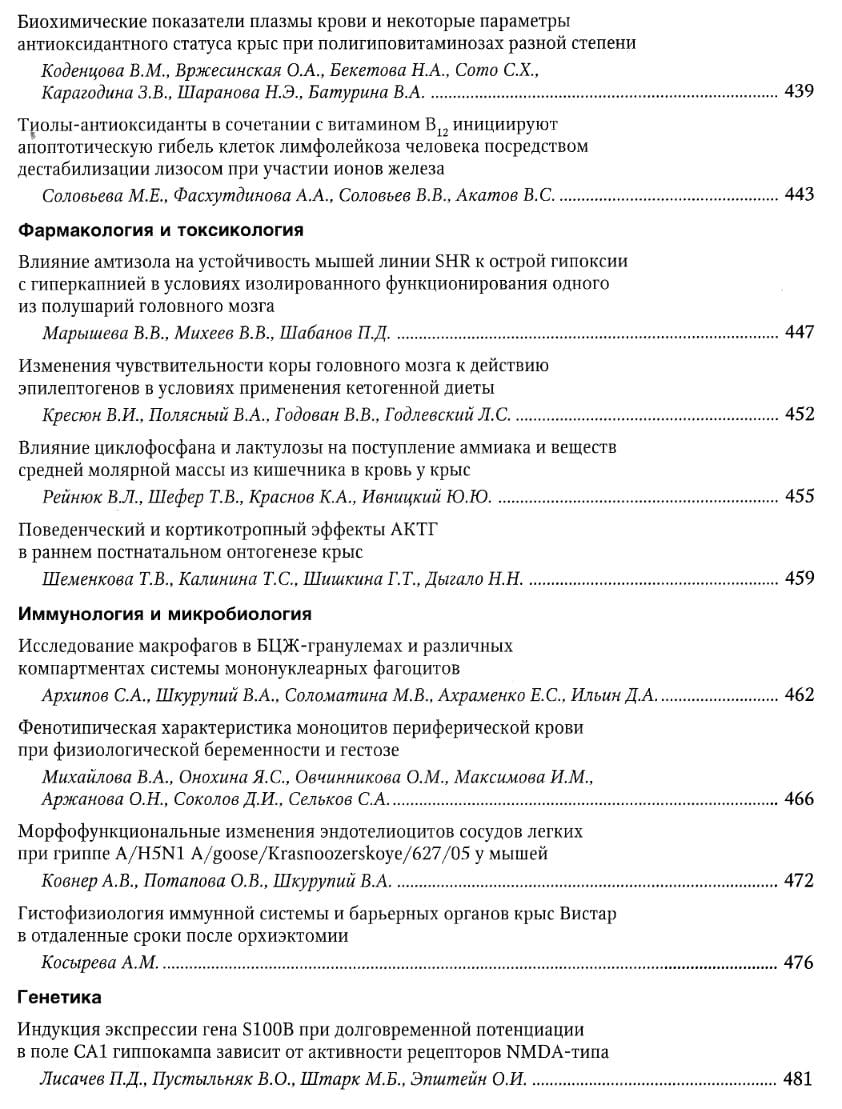 Биохимические показатели плазмы крови и некоторые параметры
антиоксидантного статуса крыс при полигиповитаминозах разной степени
Коденцова В.М., Вржесинская О.А., Бекетова Н.А., Сото С.Х.,
Карагодина З.В., Шаранова Н.Э., Батурина В.А. ........ 439
Тиолы-антиоксиданты в сочетании с витамином B12 инициируют
апоптотическую гибель клеток лимфолейкоза человека посредством
дестабилизации лизосом при участии ионов железа
Соловьева М.Е., Фасхутдинова А.А., Соловьев В.В., Акатов В.С. ........ 443
Фармакология и токсикология
Влияние амтизола на устойчивость мышей линии SHR к острой гипоксии
с гиперкапнией в условиях изолированного функционирования одного
из полушарий головного мозга
Марышева В.В., Михеев В.В., Шабанов П.Д. ........ 447
Изменения чувствительности коры головного мозга к действию
эпилептогенов в условиях применения кетогенной диеты
Кресюн В.И., Полясный В.А., Годован В.В., Годлевский Л.С. ........ 452
Влияние циклофосфана и лактулозы на поступление аммиака и веществ
средней молярной массы из кишечника в кровь у крыс
Рейнюк В.Л., Шефер Т.В., Краснов К.А., Ивницкий Ю.Ю. ........ 455
Поведенческий и кортикотропный эффекты АКТГ
в раннем постнатальном онтогенезе крыс
Шеменкова Т.В., Калинина Т.С., Шишкина Г.Т., Дыгало Н.Н. ........ 459
Иммунология и микробиология
Исследование макрофагов в БЦЖ-гранулемах и различных
компартментах системы мононуклеарных фагоцитов
Архипов С.А., Шкурупий В.А., Соломатина М.В., Ахраменко Е.С., Ильин Д.А. ........ 462
Фенотипическая характеристика моноцитов периферической крови
при физиологической беременности и гестозе
Михайлова В.А., Онохина Я.С., Овчинникова О.М., Максимова И.М.,
Аржанова О.Н., Соколов Д.И., Сельков С.А. ........ 466
Морфофункциональные изменения эндотелиоцитов сосудов легких
при гриппе A/H5N1 A/goose/Krasnoozerskoye/627/05 у мышей
Ковнер А.В., Потапова О.В., Шкурупий В.А. ........ 472
Гистофизиология иммунной системы и барьерных органов крыс Вистар
в отдаленные сроки после орхиэктомии
Косырева А.М. ........ 476
Генетика
Индукция экспрессии гена S100B при долговременной потенциации
в поле СА1 гиппокампа зависит от активности рецепторов NMDA-типа
Лисачев П.Д., Пустыльняк В.О., Штарк М.Б., Эпштейн О.И. ........ 481